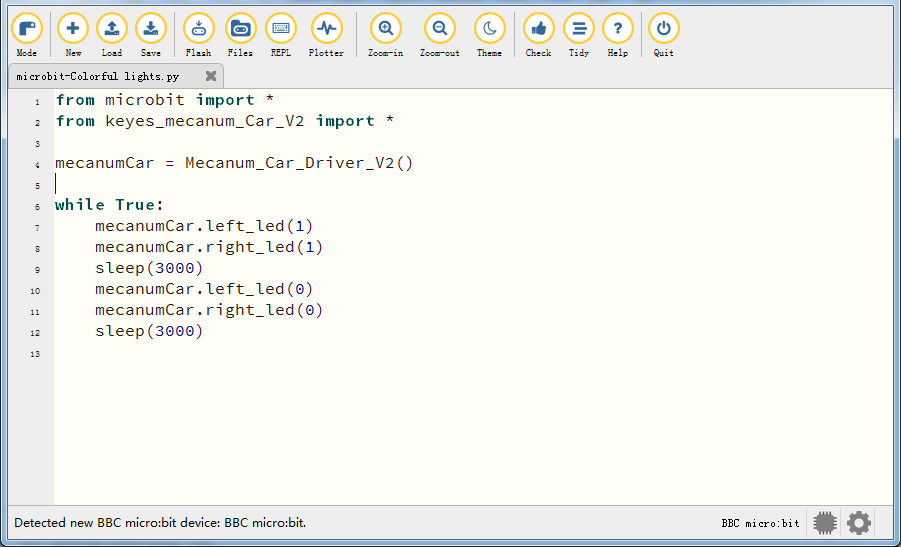 Mode New Load Save Flash Files REPL Plotter Zoom-in Zoom-out Theme Check Tidy Help Quit
microbit-Colorful lights.py
1 from microbit import *
2 from keyes_mecanum_Car_V2 import *
3
4 mecanumCar = Mecanum_Car_Driver_V2()
5
6 while True:
7     mecanumCar.left_led(1)
8     mecanumCar.right_led(1)
9     sleep(3000)
10     mecanumCar.left_led(0)
11     mecanumCar.right_led(0)
12     sleep(3000)
13
Detected new BBC micro:bit device: BBC micro:bit. BBC micro:bit